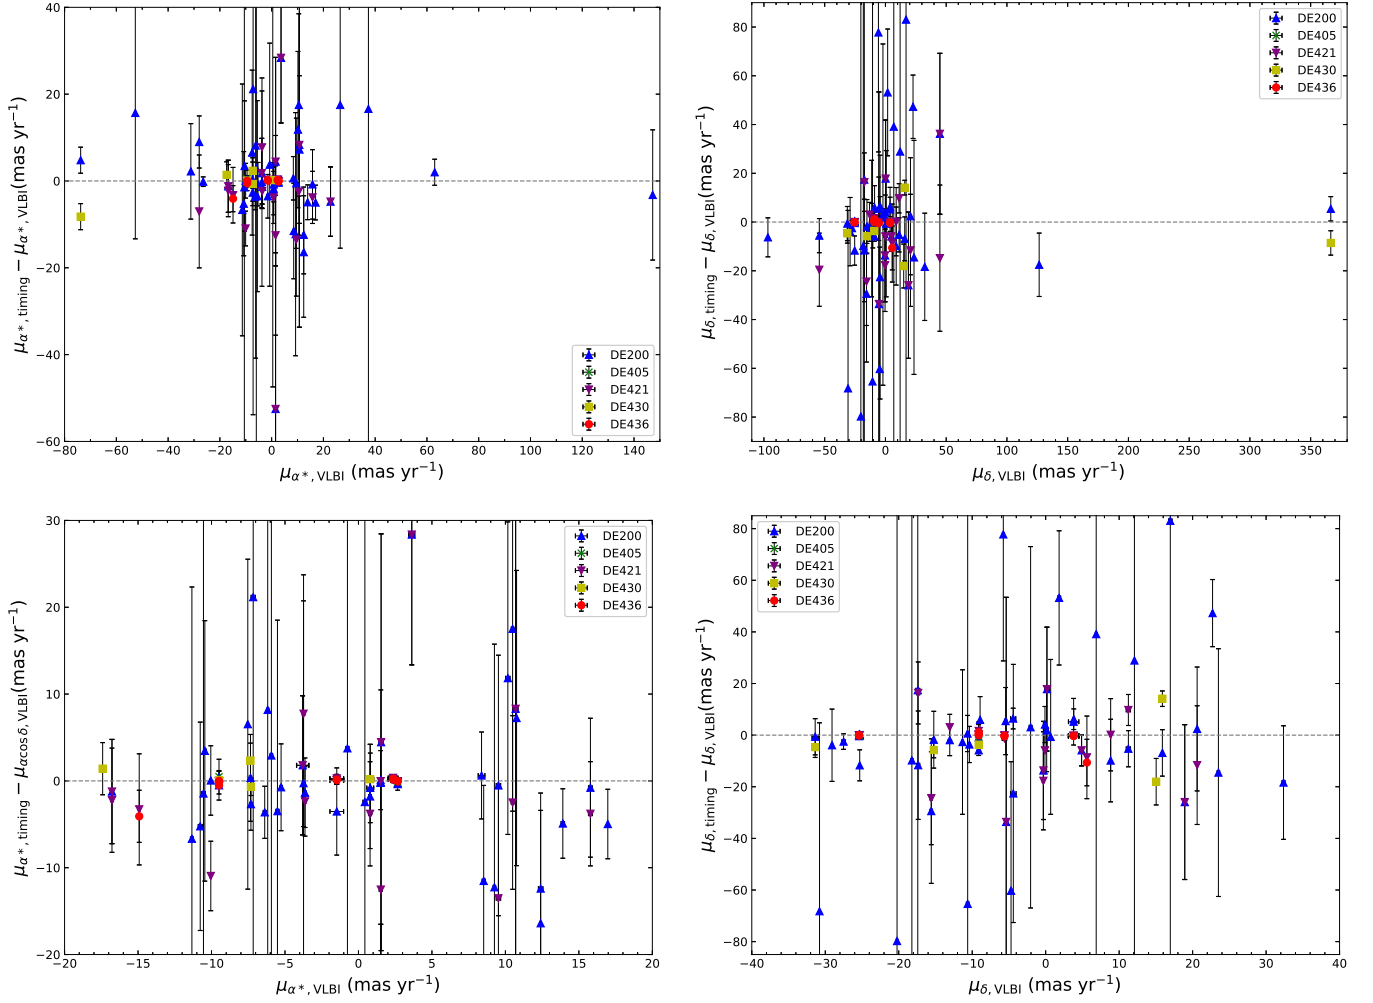 40
20
0
−20
−40
−60
−80 −60 −40 −20 0 20 40 60 80 100 120 140
μα*, VLBI (mas yr−1)
μα*, timing − μα*, VLBI(mas yr−1)
DE200
DE405
DE421
DE430
DE436
80
60
40
20
0
−20
−40
−60
−80
−100 −50 0 50 100 150 200 250 300 350
μδ, VLBI (mas yr−1)
μδ, timing − μδ, VLBI(mas yr−1)
DE200
DE405
DE421
DE430
DE436
30
20
10
0
−10
−20
−20 −15 −10 −5 0 5 10 15 20
μα*, VLBI (mas yr−1)
μα*, timing − μαcos δ, VLBI(mas yr−1)
DE200
DE405
DE421
DE430
DE436
80
60
40
20
0
−20
−40
−60
−80
−40 −30 −20 −10 0 10 20 30 40
μδ, VLBI (mas yr−1)
μδ, timing − μδ, VLBI(mas yr−1)
DE200
DE405
DE421
DE430
DE436